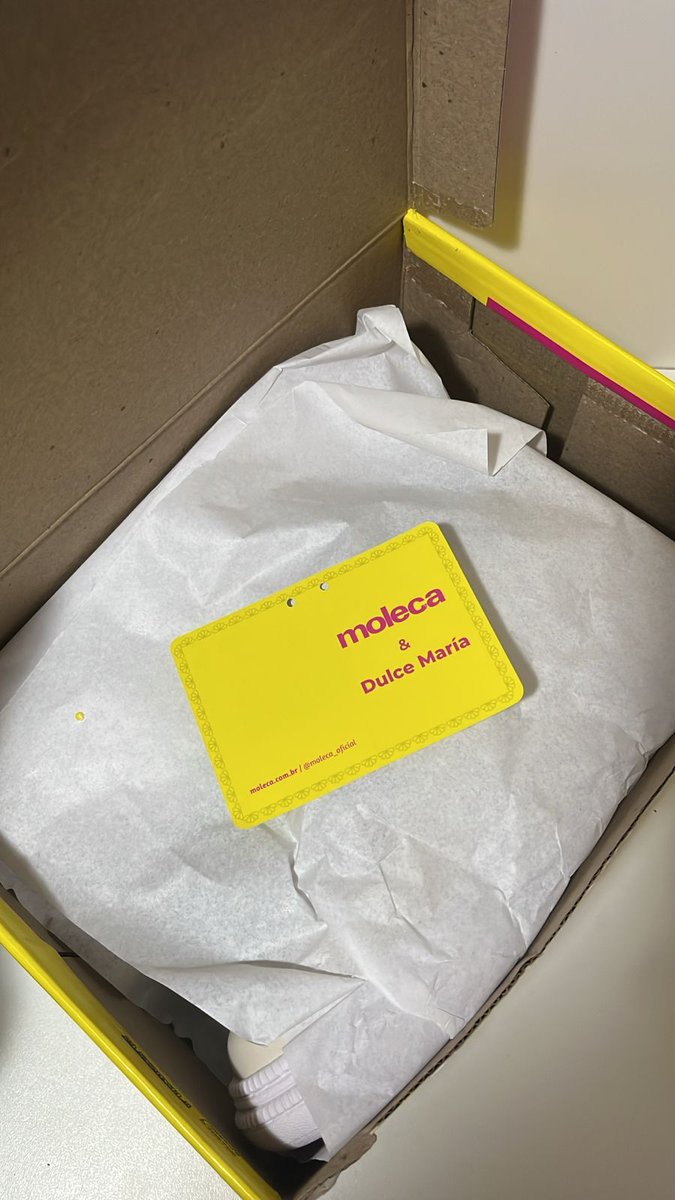 moleca
&
Dulce María
moleca.com.br / @moleca_oficial